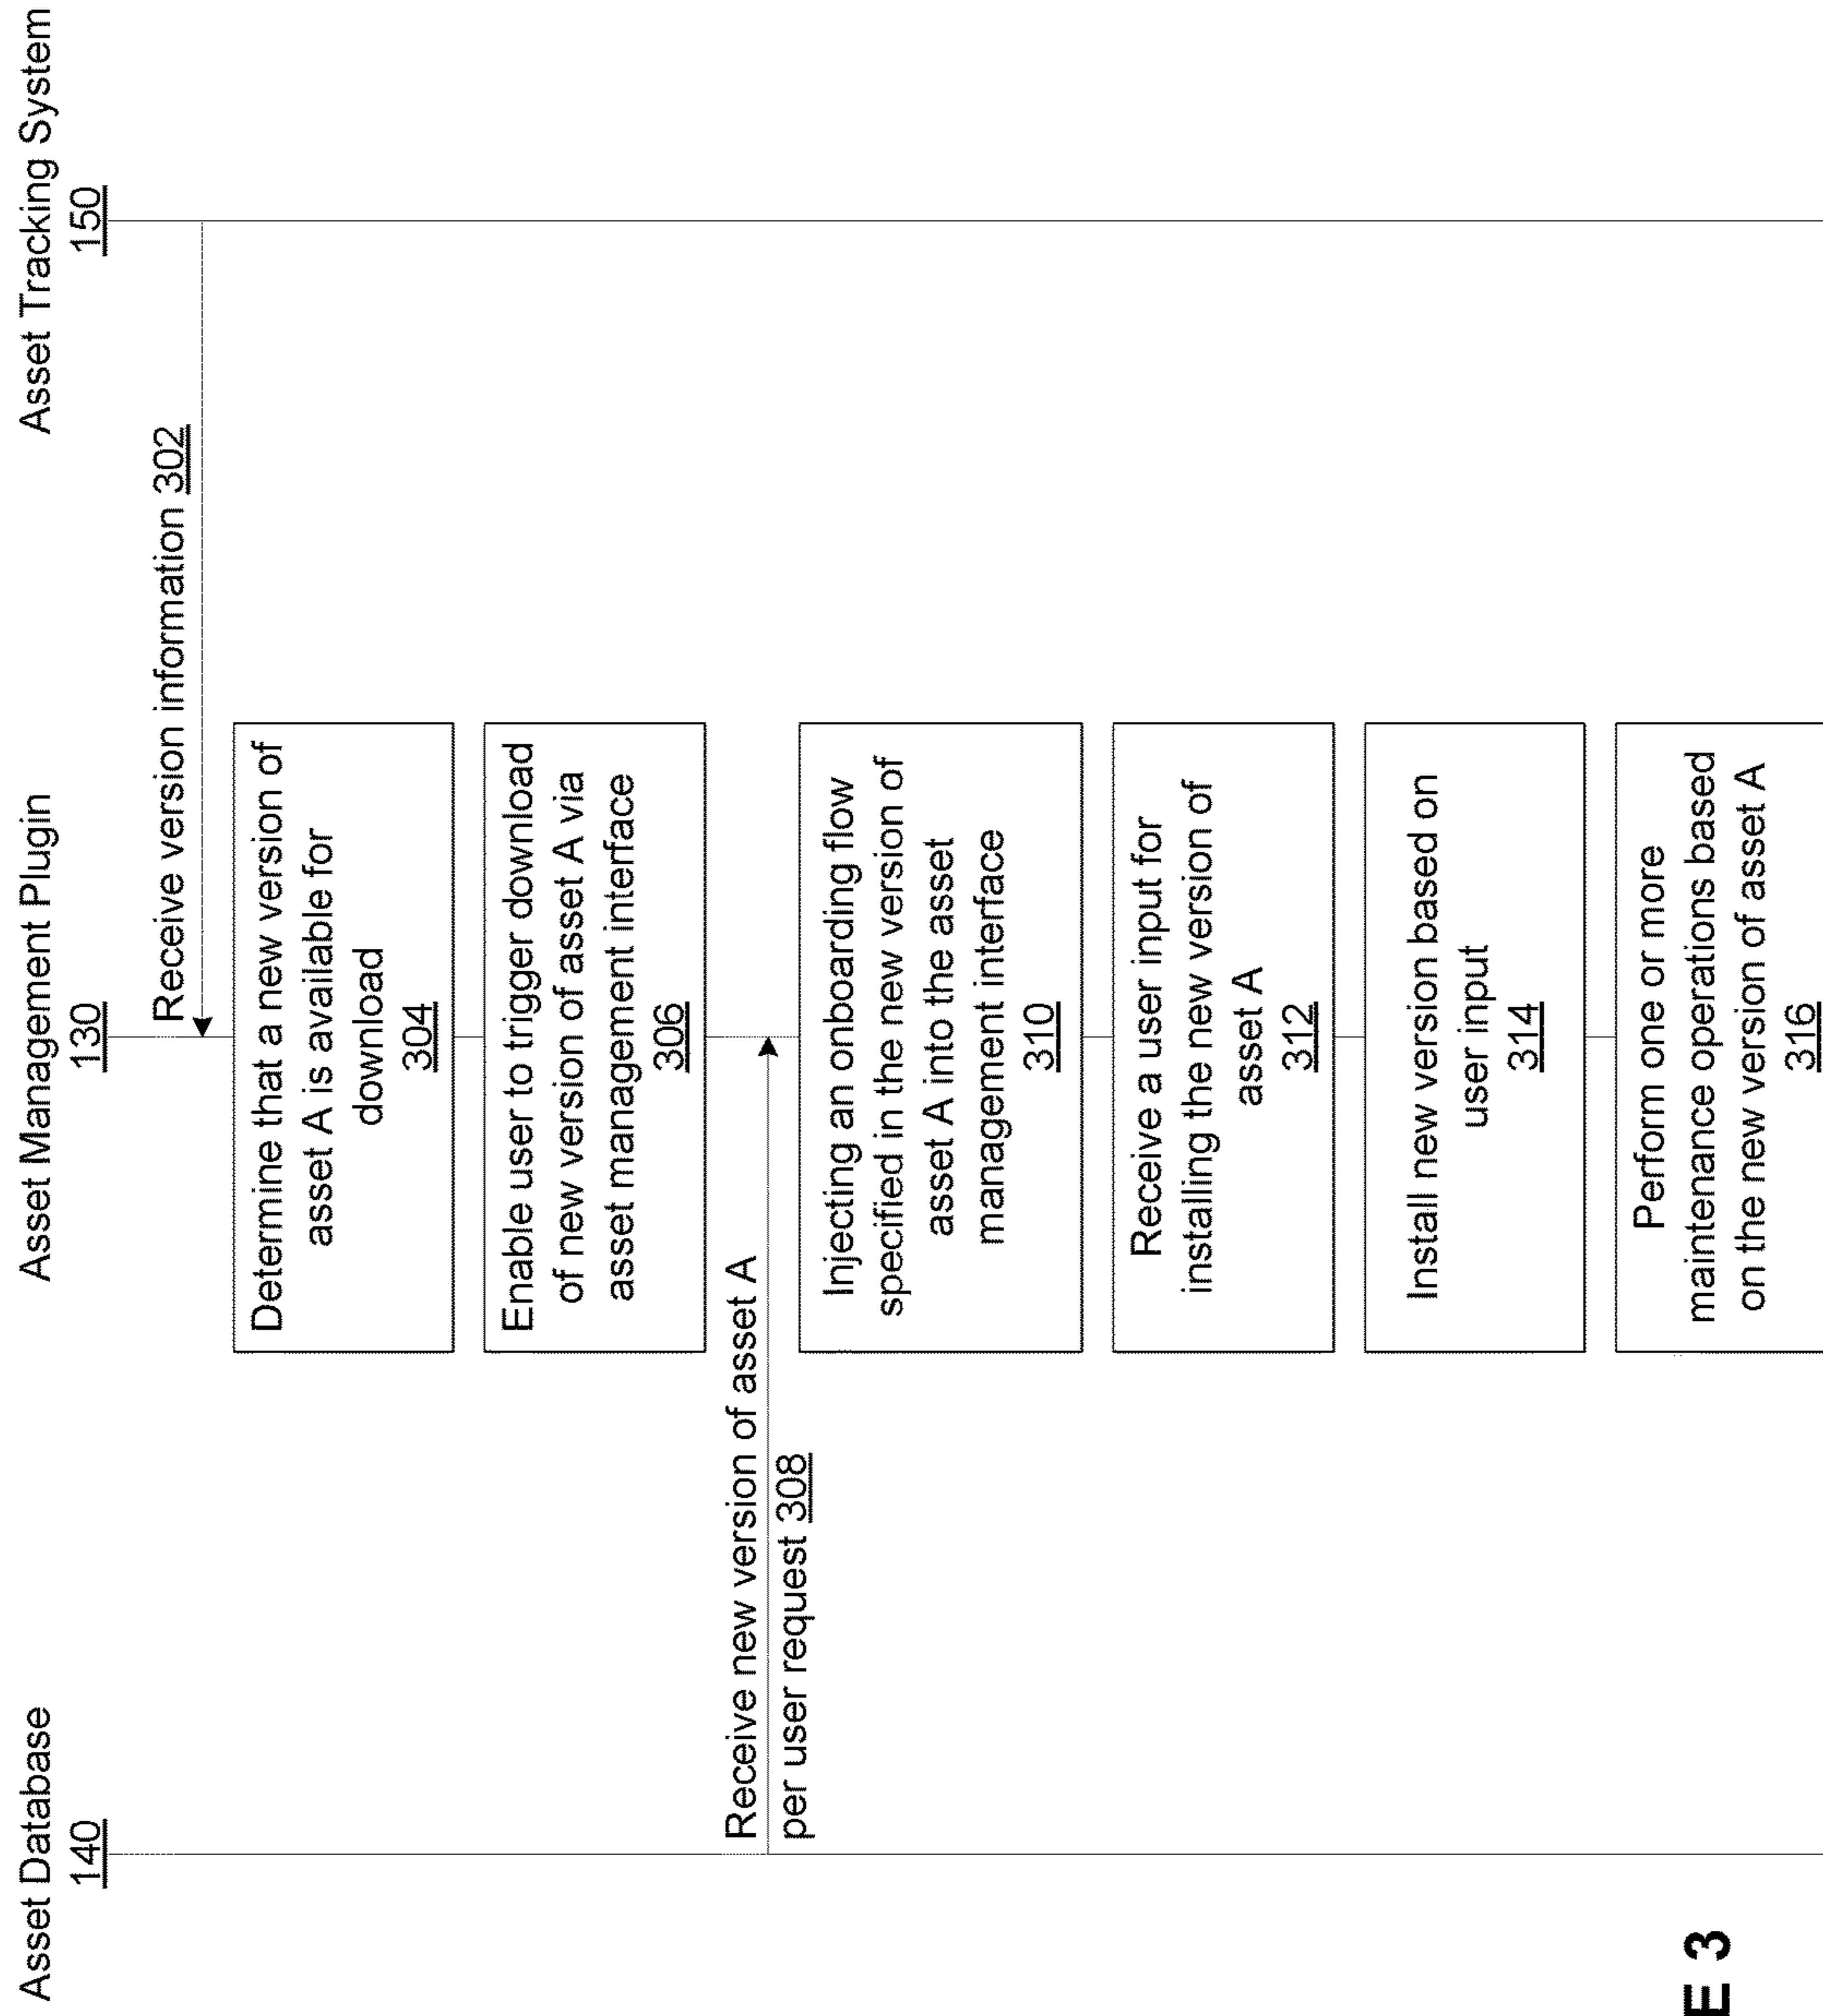 Asset Database
140
Asset Management Plugin
130
Asset Tracking System
150
Receive version information 302
Determine that a new version of
asset A is available for
download
304
Enable user to trigger download
of new version of asset A via
asset management interface
306
Receive new version of asset A
per user request 308
Injecting an onboarding flow
specified in the new version of
asset A into the asset
management interface
310
Receive a user input for
installing the new version of
asset A
312
Install new version based on
user input
314
Perform one or more
maintenance operations based
on the new version of asset A
316
E 3